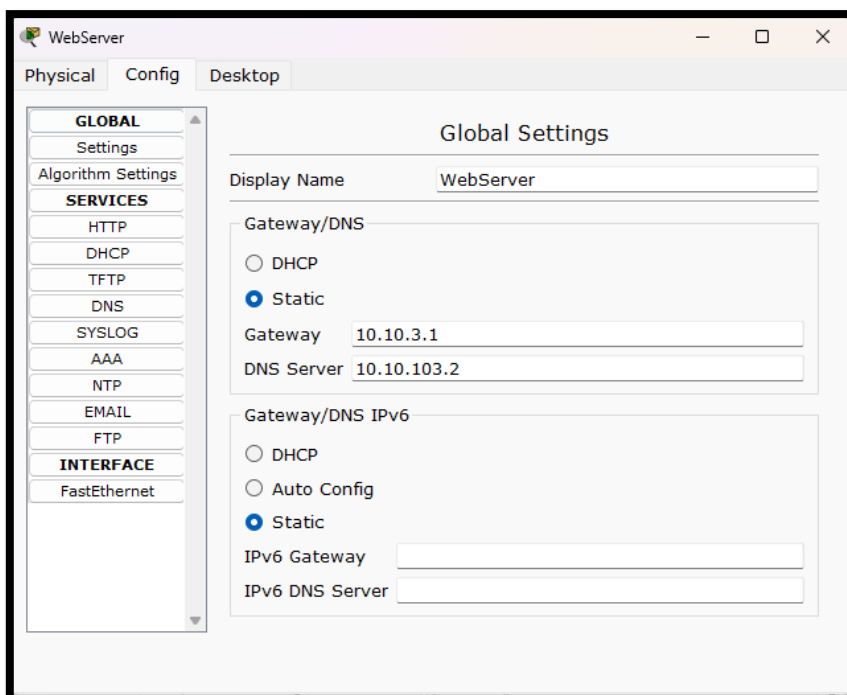 WebServer
Physical Config Desktop
GLOBAL
Settings
Algorithm Settings
SERVICES
HTTP
DHCP
TFTP
DNS
SYSLOG
AAA
NTP
EMAIL
FTP
INTERFACE
FastEthernet
Global Settings
Display Name WebServer
Gateway/DNS
DHCP
Static
Gateway 10.10.3.1
DNS Server 10.10.103.2
Gateway/DNS IPv6
DHCP
Auto Config
Static
IPv6 Gateway
IPv6 DNS Server